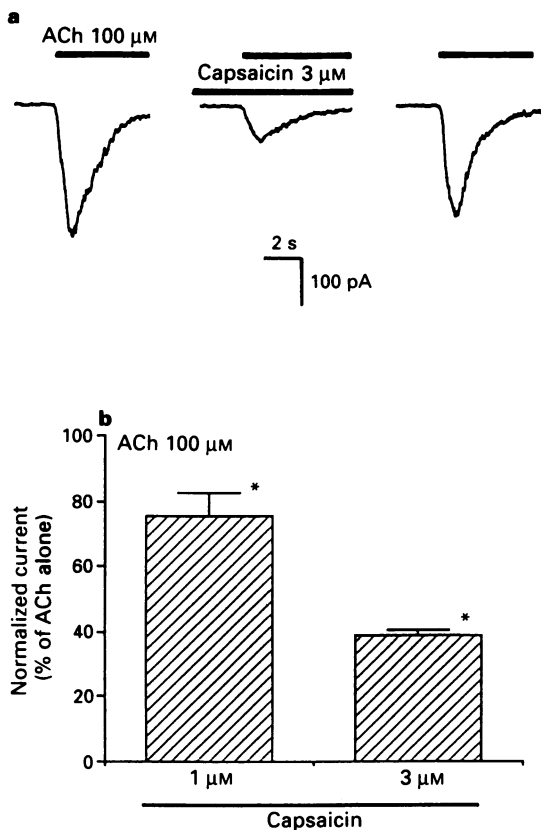 a
ACh 100 μM
Capsaicin 3 μM
2 s
100 pA
b
ACh 100 μM
Normalized current
(% of ACh alone)
100
80
60
40
20
0
*
*
1 μM
3 μM
Capsaicin